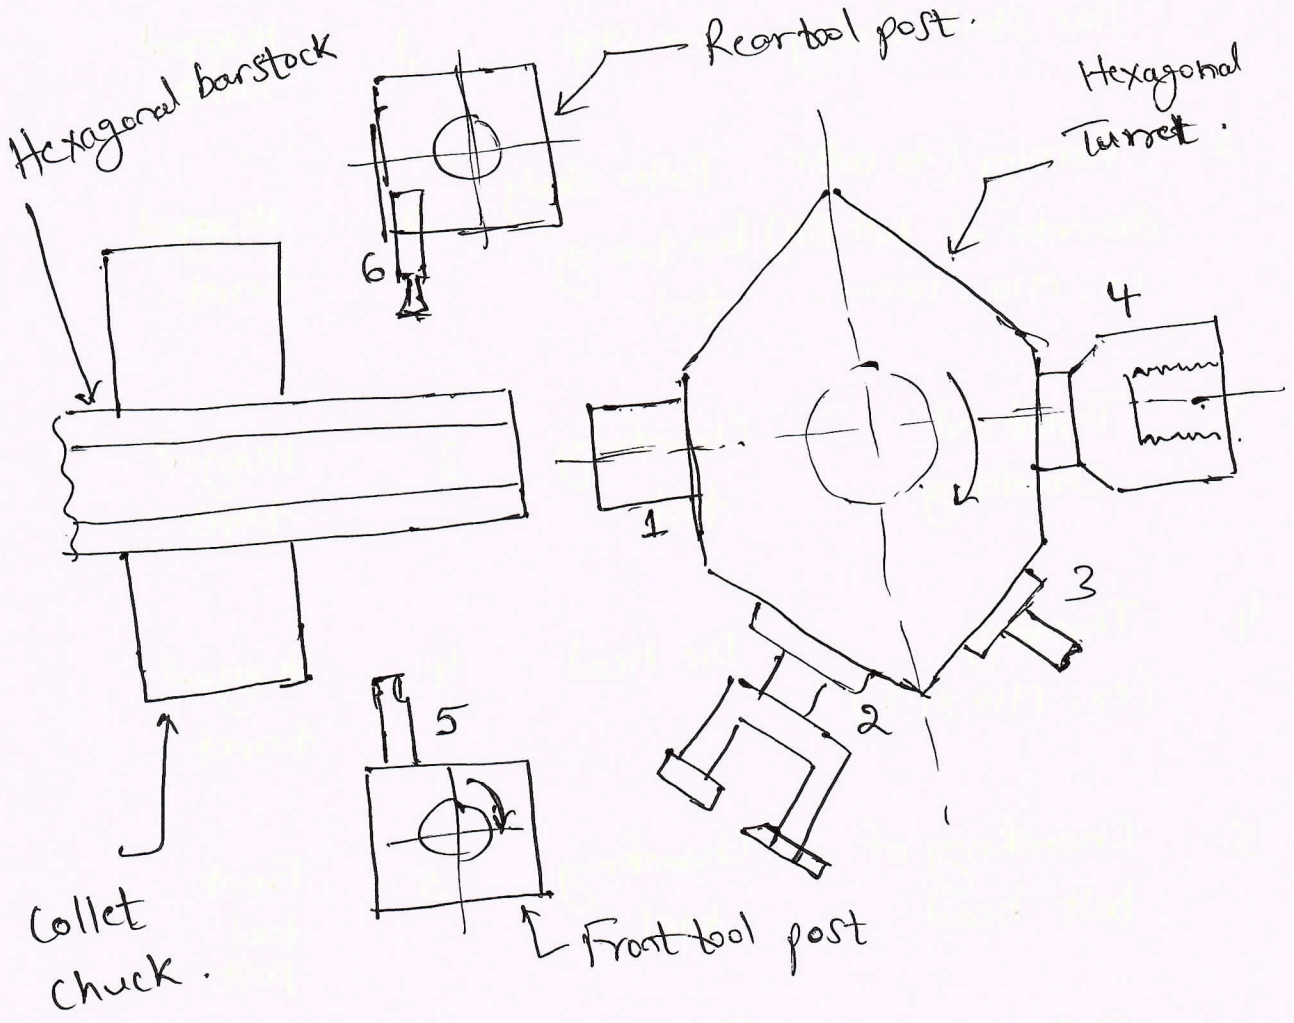 Hexagonal barstock
Rear tool post.
Hexagonal
Turret.
6
4
1
3
2
5
Collet
chuck.
Front tool post